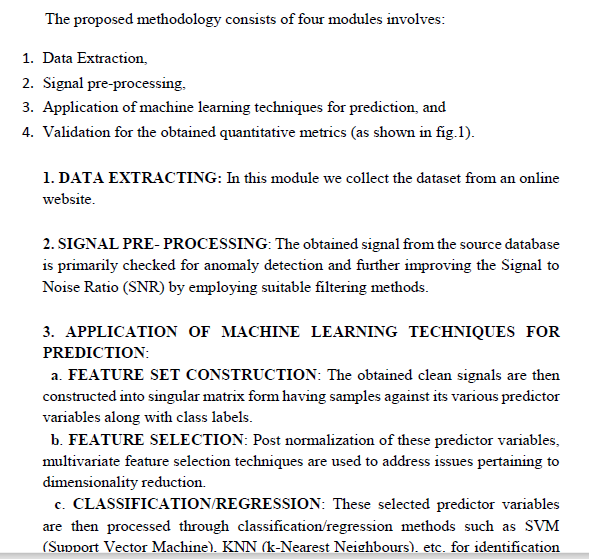 The proposed methodology consists of four modules involves:
1. Data Extraction,
2. Signal pre-processing,
3. Application of machine learning techniques for prediction, and
4. Validation for the obtained quantitative metrics (as shown in fig.1).
1. DATA EXTRACTING: In this module we collect the dataset from an online
website.
2. SIGNAL PRE- PROCESSING: The obtained signal from the source database
is primarily checked for anomaly detection and further improving the Signal to
Noise Ratio (SNR) by employing suitable filtering methods.
3. APPLICATION OF MACHINE LEARNING TECHNIQUES FOR
PREDICTION:
a. FEATURE SET CONSTRUCTION: The obtained clean signals are then
constructed into singular matrix form having samples against its various predictor
variables along with class labels.
b. FEATURE SELECTION: Post normalization of these predictor variables,
multivariate feature selection techniques are used to address issues pertaining to
dimensionality reduction.
c. CLASSIFICATION/REGRESSION: These selected predictor variables
are then processed through classification/regression methods such as SVM
(Support Vector Machine), KNN (k-Nearest Neighbours), etc. for identification